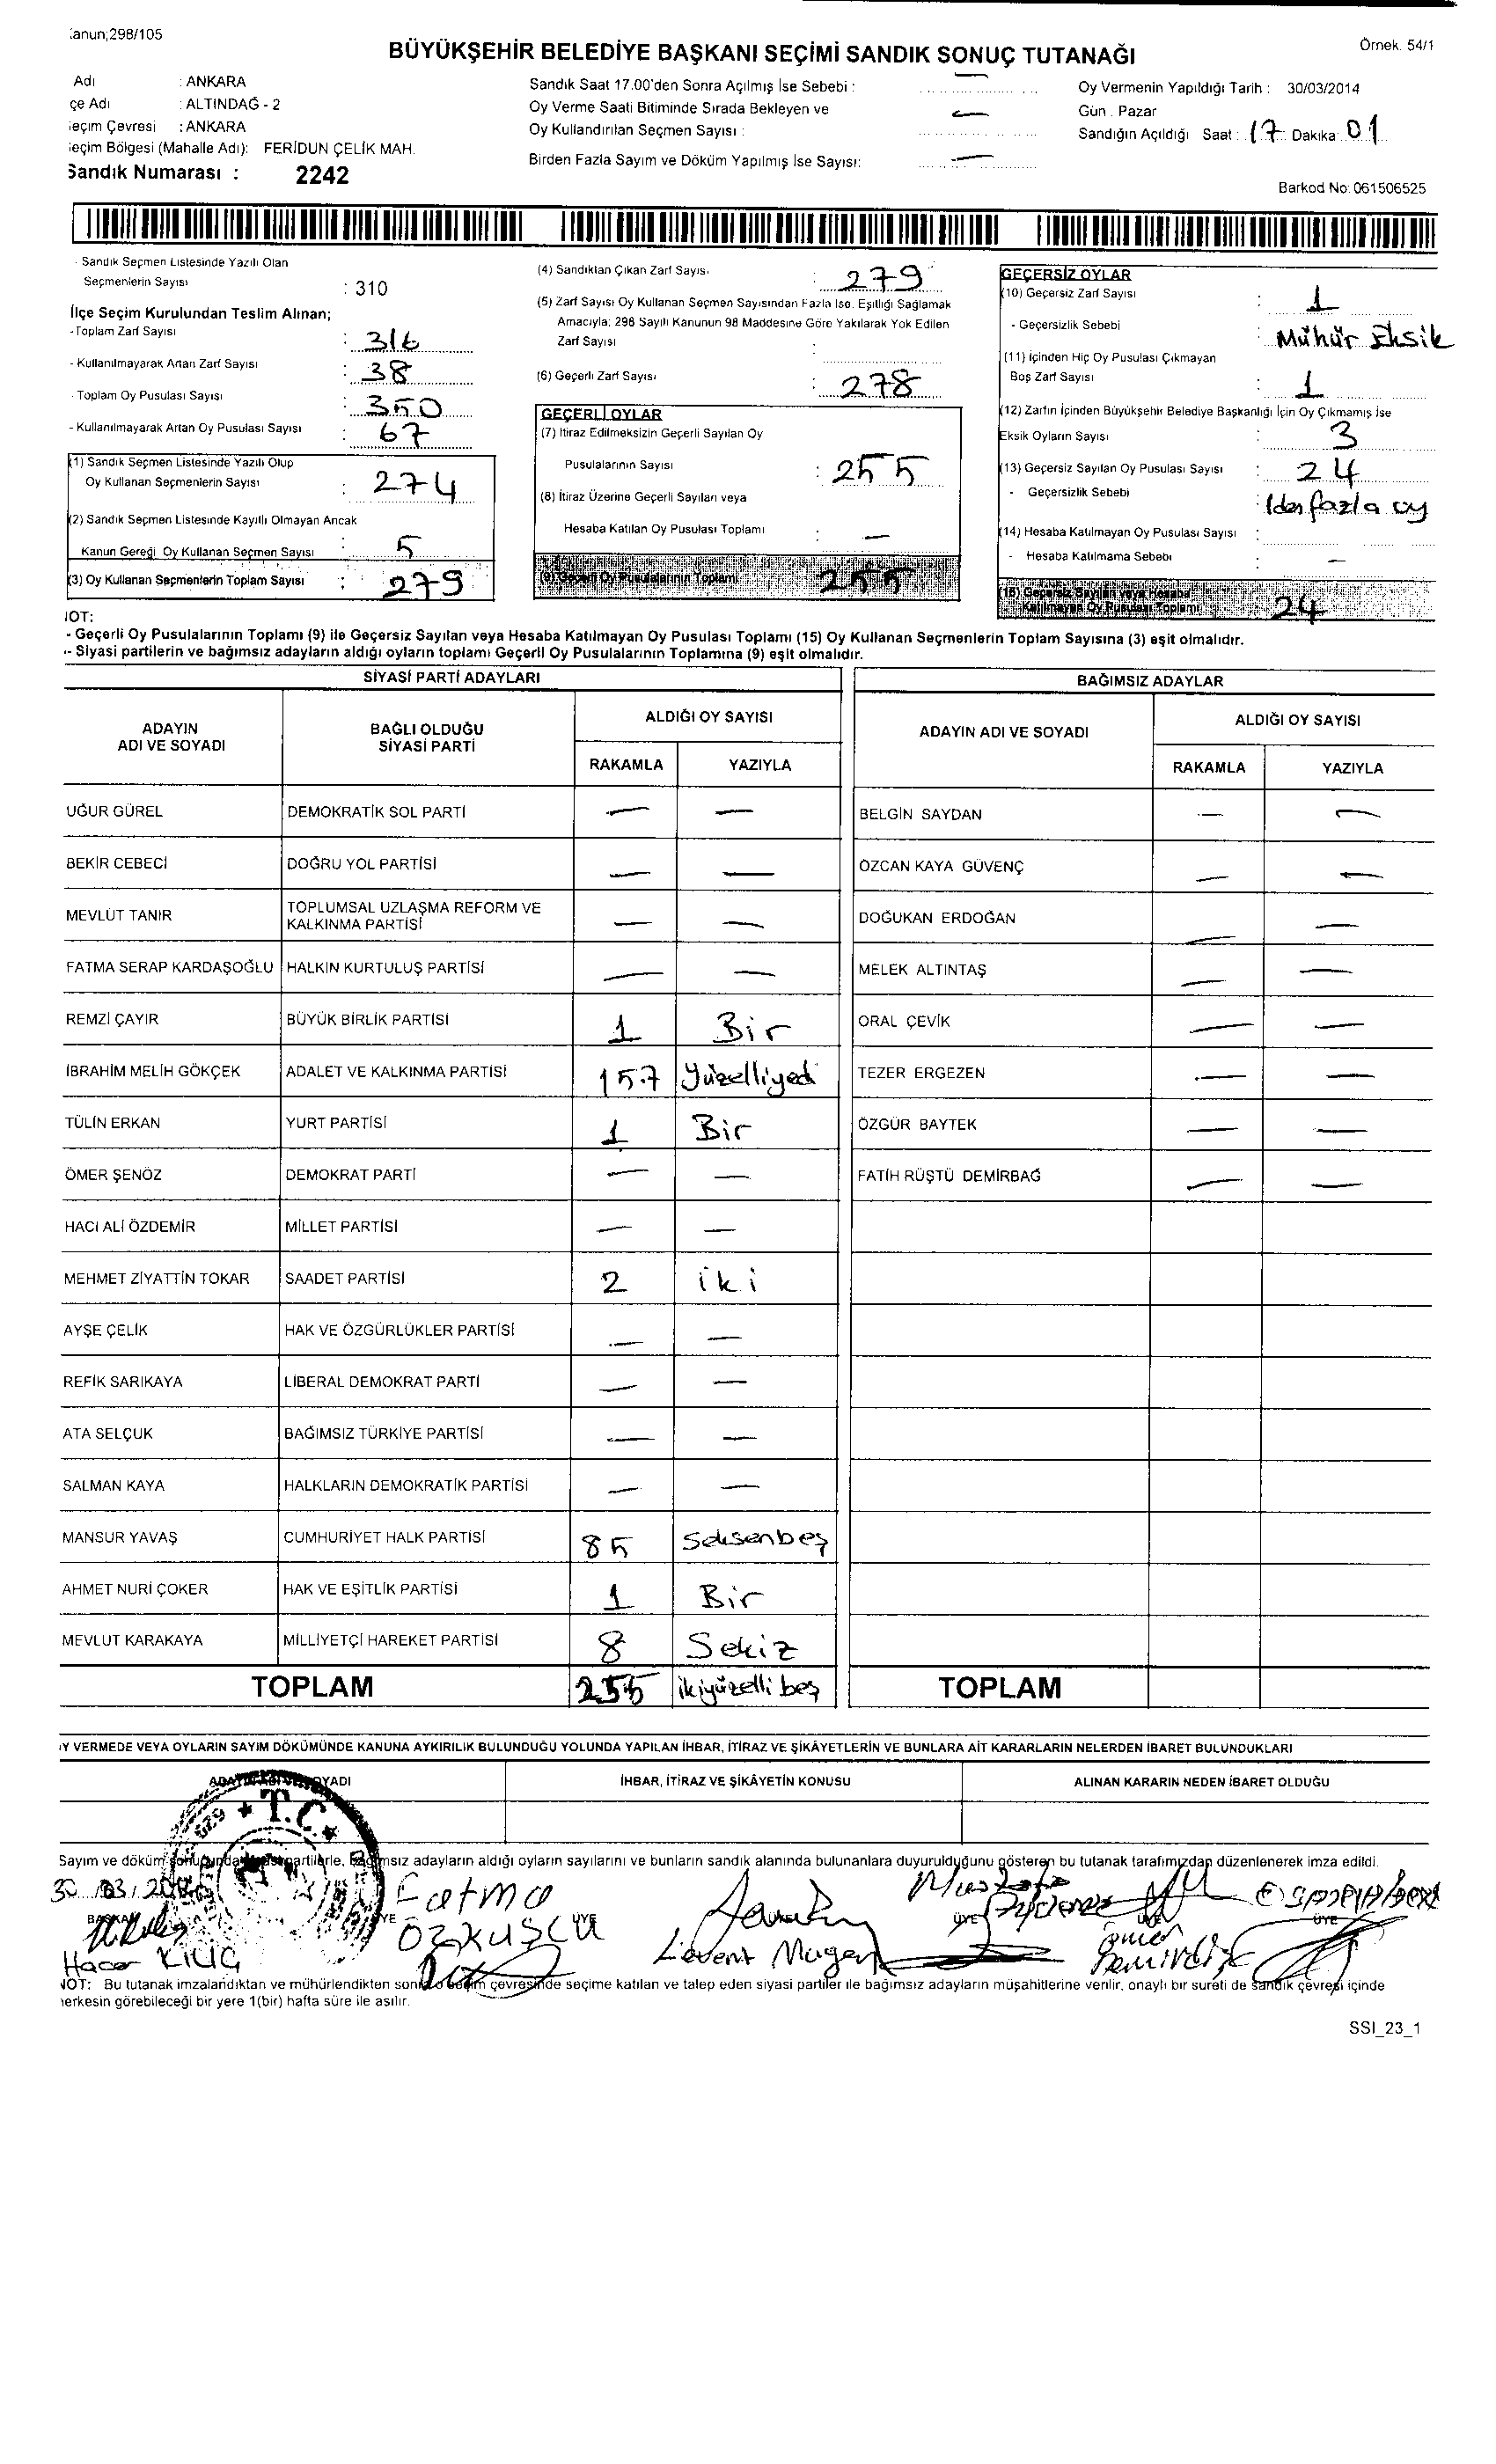 anun;298/105
Örnek. 54/1
BÜYÜKŞEHİR BELEDİYE BAŞKANI SEÇİMİ SANDIK SONUÇ TUTANAĞI
Adı : ANKARA
çe Adı : ALTINDAĞ - 2
eçim Çevresi : ANKARA
eçim Bölgesi (Mahalle Adı): FERİDUN ÇELİK MAH.
Sandık Numarası : 2242
Sandık Saat 17.00'den Sonra Açılmış İse Sebebi : —
Oy Verme Saati Bitiminde Sırada Bekleyen ve
Oy Kullandırılan Seçmen Sayısı : —
Birden Fazla Sayım ve Döküm Yapılmış İse Sayısı: —
Oy Vermenin Yapıldığı Tarih : 30/03/2014
Gün : Pazar
Sandığın Açıldığı Saat : 17 Dakika : 01
Barkod No: 061506525
- Sandık Seçmen Listesinde Yazılı Olan
Seçmenlerin Sayısı : 310
İlçe Seçim Kurulundan Teslim Alınan;
- Toplam Zarf Sayısı : 316
- Kullanılmayarak Artan Zarf Sayısı : 38
- Toplam Oy Pusulası Sayısı : 350
- Kullanılmayarak Artan Oy Pusulası Sayısı : 67
(1) Sandık Seçmen Listesinde Yazılı Olup
Oy Kullanan Seçmenlerin Sayısı : 274
(2) Sandık Seçmen Listesinde Kayıtlı Olmayan Ancak
Kanun Gereği Oy Kullanan Seçmen Sayısı : 5
(3) Oy Kullanan Seçmenlerin Toplam Sayısı : 279
(4) Sandıktan Çıkan Zarf Sayısı : 279
(5) Zarf Sayısı Oy Kullanan Seçmen Sayısından Fazla İse, Eşitliği Sağlamak
Amacıyla; 298 Sayılı Kanunun 98 Maddesine Göre Yakılarak Yok Edilen
Zarf Sayısı :
(6) Geçerli Zarf Sayısı : 278
GEÇERLİ OYLAR
(7) İtiraz Edilmeksizin Geçerli Sayılan Oy
Pusulalarının Sayısı : 255
(8) İtiraz Üzerine Geçerli Sayılan veya
Hesaba Katılan Oy Pusulası Toplamı : —
(9) Geçerli Oy Pusulalarının Toplamı 255
GEÇERSİZ OYLAR
(10) Geçersiz Zarf Sayısı : 1
- Geçersizlik Sebebi : Mühür Eksik
(11) İçinden Hiç Oy Pusulası Çıkmayan
Boş Zarf Sayısı : 1
(12) Zarfın İçinden Büyükşehir Belediye Başkanlığı İçin Oy Çıkmamış İse
Eksik Oyların Sayısı : 3
(13) Geçersiz Sayılan Oy Pusulası Sayısı : 24
- Geçersizlik Sebebi : 1den fazla oy
(14) Hesaba Katılmayan Oy Pusulası Sayısı :
- Hesaba Katılmama Sebebi : —
(15) Geçersiz Sayılan veya Hesaba
Katılmayan Oy Pusulası Toplamı 24
NOT:
- Geçerli Oy Pusulalarının Toplamı (9) ile Geçersiz Sayılan veya Hesaba Katılmayan Oy Pusulası Toplamı (15) Oy Kullanan Seçmenlerin Toplam Sayısına (3) eşit olmalıdır.
- Siyasi partilerin ve bağımsız adayların aldığı oyların toplamı Geçerli Oy Pusulalarının Toplamına (9) eşit olmalıdır.
SİYASİ PARTİ ADAYLARI
ADAYIN ADI VE SOYADI BAĞLI OLDUĞU SİYASİ PARTİ ALDIĞI OY SAYISI
RAKAMLA YAZIYLA
UĞUR GÜREL DEMOKRATİK SOL PARTİ — —
BEKİR CEBECİ DOĞRU YOL PARTİSİ — —
MEVLÜT TANIR TOPLUMSAL UZLAŞMA REFORM VE KALKINMA PARTİSİ — —
FATMA SERAP KARDAŞOĞLU HALKIN KURTULUŞ PARTİSİ — —
REMZİ ÇAYIR BÜYÜK BİRLİK PARTİSİ 1 Bir
İBRAHİM MELİH GÖKÇEK ADALET VE KALKINMA PARTİSİ 157 Yüzelliyedi
TÜLİN ERKAN YURT PARTİSİ 1 Bir
ÖMER ŞENÖZ DEMOKRAT PARTİ — —
HACI ALİ ÖZDEMİR MİLLET PARTİSİ — —
MEHMET ZİYATTİN TOKAR SAADET PARTİSİ 2 iki
AYŞE ÇELİK HAK VE ÖZGÜRLÜKLER PARTİSİ — —
REFİK SARIKAYA LİBERAL DEMOKRAT PARTİ — —
ATA SELÇUK BAĞIMSIZ TÜRKİYE PARTİSİ — —
SALMAN KAYA HALKLARIN DEMOKRATİK PARTİSİ — —
MANSUR YAVAŞ CUMHURİYET HALK PARTİSİ 85 Seksenbeş
AHMET NURİ ÇOKER HAK VE EŞİTLİK PARTİSİ 1 Bir
MEVLÜT KARAKAYA MİLLİYETÇİ HAREKET PARTİSİ 8 Sekiz
TOPLAM 255 ikiyüzelli beş
BAĞIMSIZ ADAYLAR
ADAYIN ADI VE SOYADI ALDIĞI OY SAYISI
RAKAMLA YAZIYLA
BELGİN SAYDAN — —
ÖZCAN KAYA GÜVENÇ — —
DOĞUKAN ERDOĞAN — —
MELEK ALTINTAŞ — —
ORAL ÇEVİK — —
TEZER ERGEZEN — —
ÖZGÜR BAYTEK — —
FATİH RÜŞTÜ DEMİRBAĞ — —
TOPLAM
Y VERMEDE VEYA OYLARIN SAYIM DÖKÜMÜNDE KANUNA AYKIRILIK BULUNDUĞU YOLUNDA YAPILAN İHBAR, İTİRAZ VE ŞİKÂYETLERİN VE BUNLARA AİT KARARLARIN NELERDEN İBARET BULUNDUKLARI
YADI İHBAR, İTİRAZ VE ŞİKÂYETİN KONUSU ALINAN KARARIN NEDEN İBARET OLDUĞU
T.C.
Sayım ve döküm sonucunda partilerle, bağımsız adayların aldığı oyların sayılarını ve bunların sandık alanında bulunanlara duyurulduğunu gösteren bu tutanak tarafımızdan düzenlenerek imza edildi.
30.03.
BAŞKAN ÜYE ÜYE ÜYE ÜYE ÜYE
Hacer KILIÇ
Fatma
ÖZKUŞCU
Levent
Mustafa
Ömer
NOT: Bu tutanak imzalandıktan ve mühürlendikten sonra o seçim çevresinde seçime katılan ve talep eden siyasi partiler ile bağımsız adayların müşahitlerine verilir, onaylı bir sureti de sandık çevresi içinde
herkesin görebileceği bir yere 1(bir) hafta süre ile asılır.
SSI_23_1